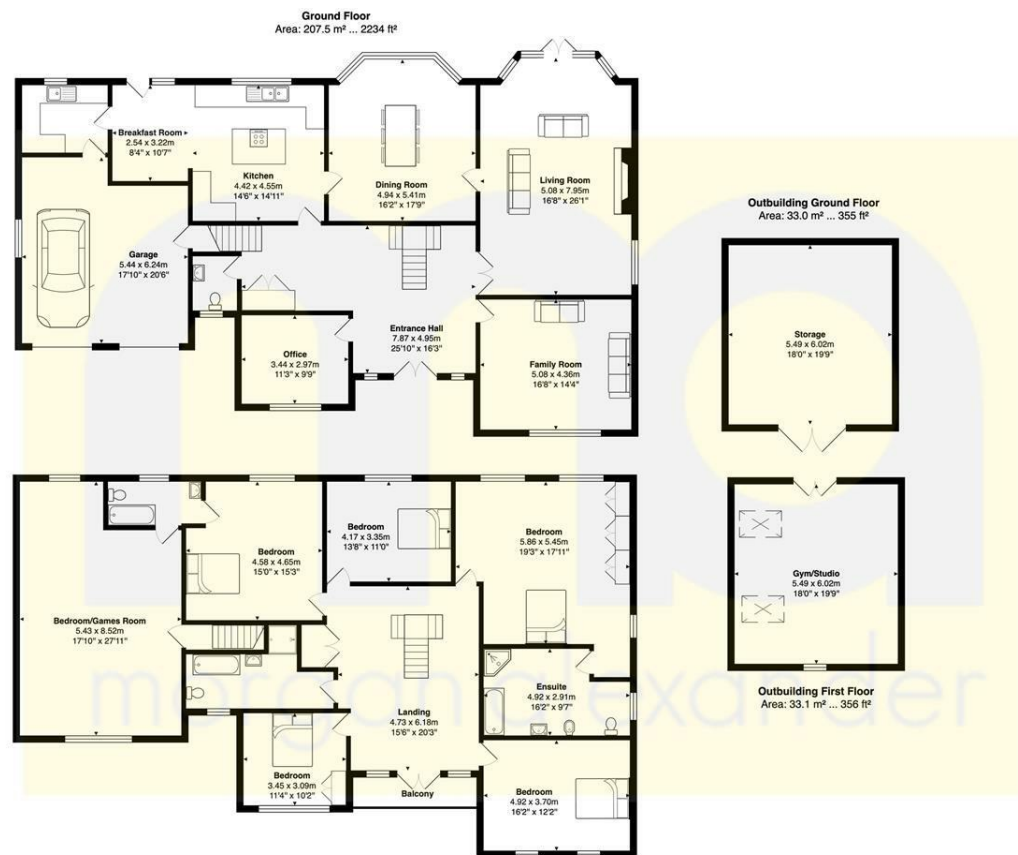 Ground Floor
Area: 207.5 m² ... 2234 ft²
Breakfast Room
2.54 x 3.22m
8'4" x 10'7"
Kitchen
4.42 x 4.55m
14'6" x 14'11"
Dining Room
4.94 x 5.41m
16'2" x 17'9"
Living Room
5.08 x 7.95m
16'8" x 26'1"
Garage
5.44 x 6.24m
17'10" x 20'6"
Entrance Hall
7.87 x 4.95m
25'10" x 16'3"
Office
3.44 x 2.97m
11'3" x 9'9"
Family Room
5.08 x 4.36m
16'8" x 14'4"
Outbuilding Ground Floor
Area: 33.0 m² ... 355 ft²
Storage
5.49 x 6.02m
18'0" x 19'9"
Bedroom
4.58 x 4.65m
15'0" x 15'3"
Bedroom
4.17 x 3.35m
13'8" x 11'0"
Bedroom
5.86 x 5.45m
19'3" x 17'11"
Bedroom/Games Room
5.43 x 8.52m
17'10" x 27'11"
Landing
4.73 x 6.18m
15'6" x 20'3"
Ensuite
4.92 x 2.91m
16'2" x 9'7"
Bedroom
3.45 x 3.09m
11'4" x 10'2"
Balcony
Bedroom
4.92 x 3.70m
16'2" x 12'2"
Gym/Studio
5.49 x 6.02m
18'0" x 19'9"
Outbuilding First Floor
Area: 33.1 m² ... 356 ft²
ma
morgan alexander